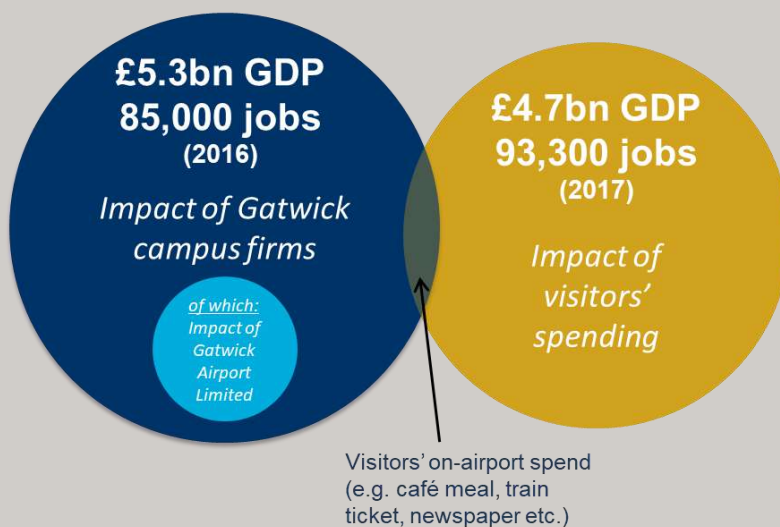 £5.3bn GDP
85,000 jobs
(2016)
Impact of Gatwick
campus firms
of which:
Impact of
Gatwick
Airport
Limited
£4.7bn GDP
93,300 jobs
(2017)
Impact of
visitors’
spending
Visitors’ on-airport spend
(e.g. café meal, train
ticket, newspaper etc.)